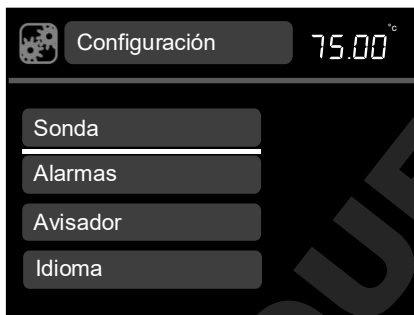 Configuración
75.00 °C
Sonda
Alarmas
Avisador
Idioma